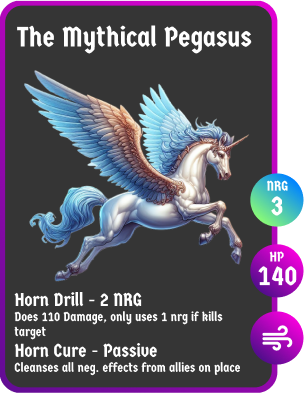 The Mythical Pegasus
NRG
3
HP
140
Horn Drill - 2 NRG
Does 110 Damage, only uses 1 nrg if kills
target
Horn Cure - Passive
Cleanses all neg. effects from allies on place